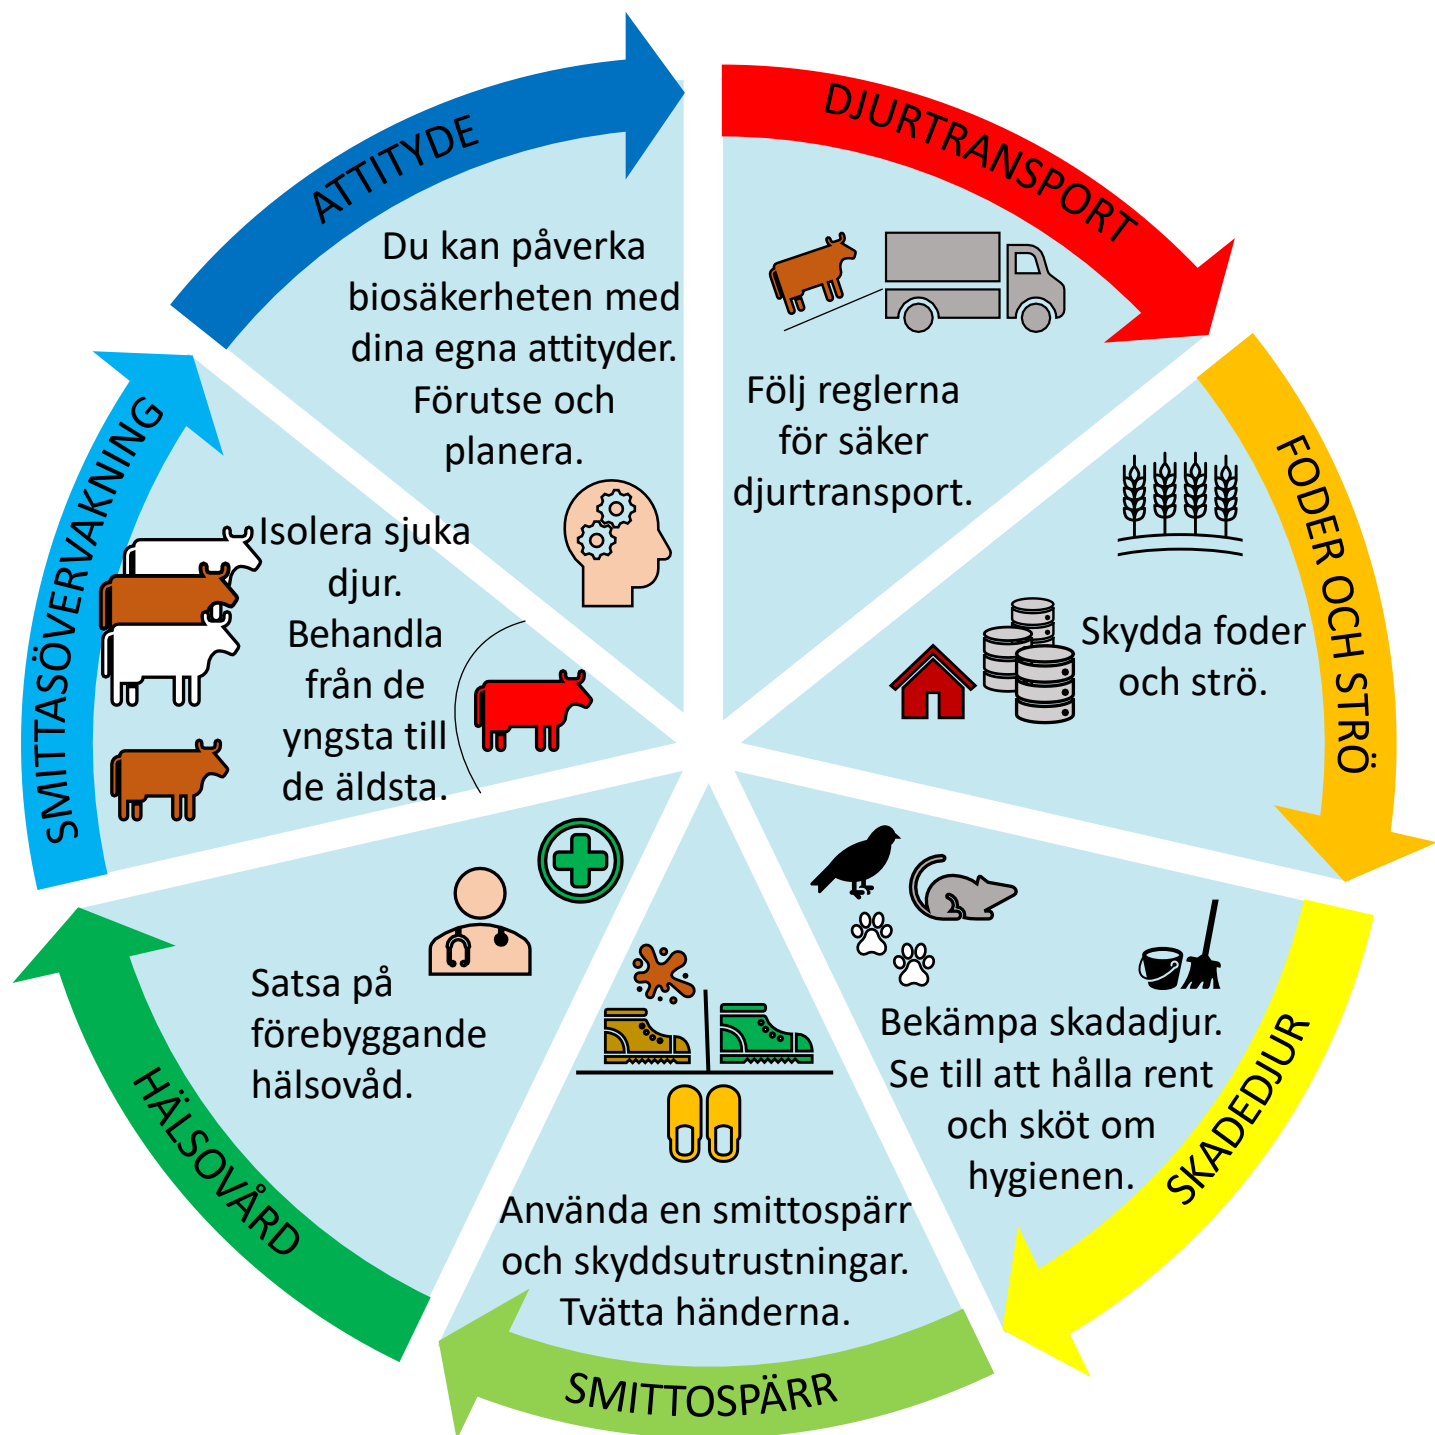 ATTITYDE
Du kan påverka
biosäkerheten med
dina egna attityder.
Förutse och
planera.
DJURTRANSPORT
Följ reglerna
för säker
djurtransport.
FODER OCH STRÖ
Skydda foder
och strö.
SKADEDJUR
Bekämpa skadadjur.
Se till att hålla rent
och sköt om
hygienen.
SMITTOSPÄRR
Använda en smittospärr
och skyddsutrustningar.
Tvätta händerna.
HÄLSOVÅRD
Satsa på
förebyggande
hälsovåd.
SMITTASÖVERVAKNING
Isolera sjuka
djur.
Behandla
från de
yngsta till
de äldsta.